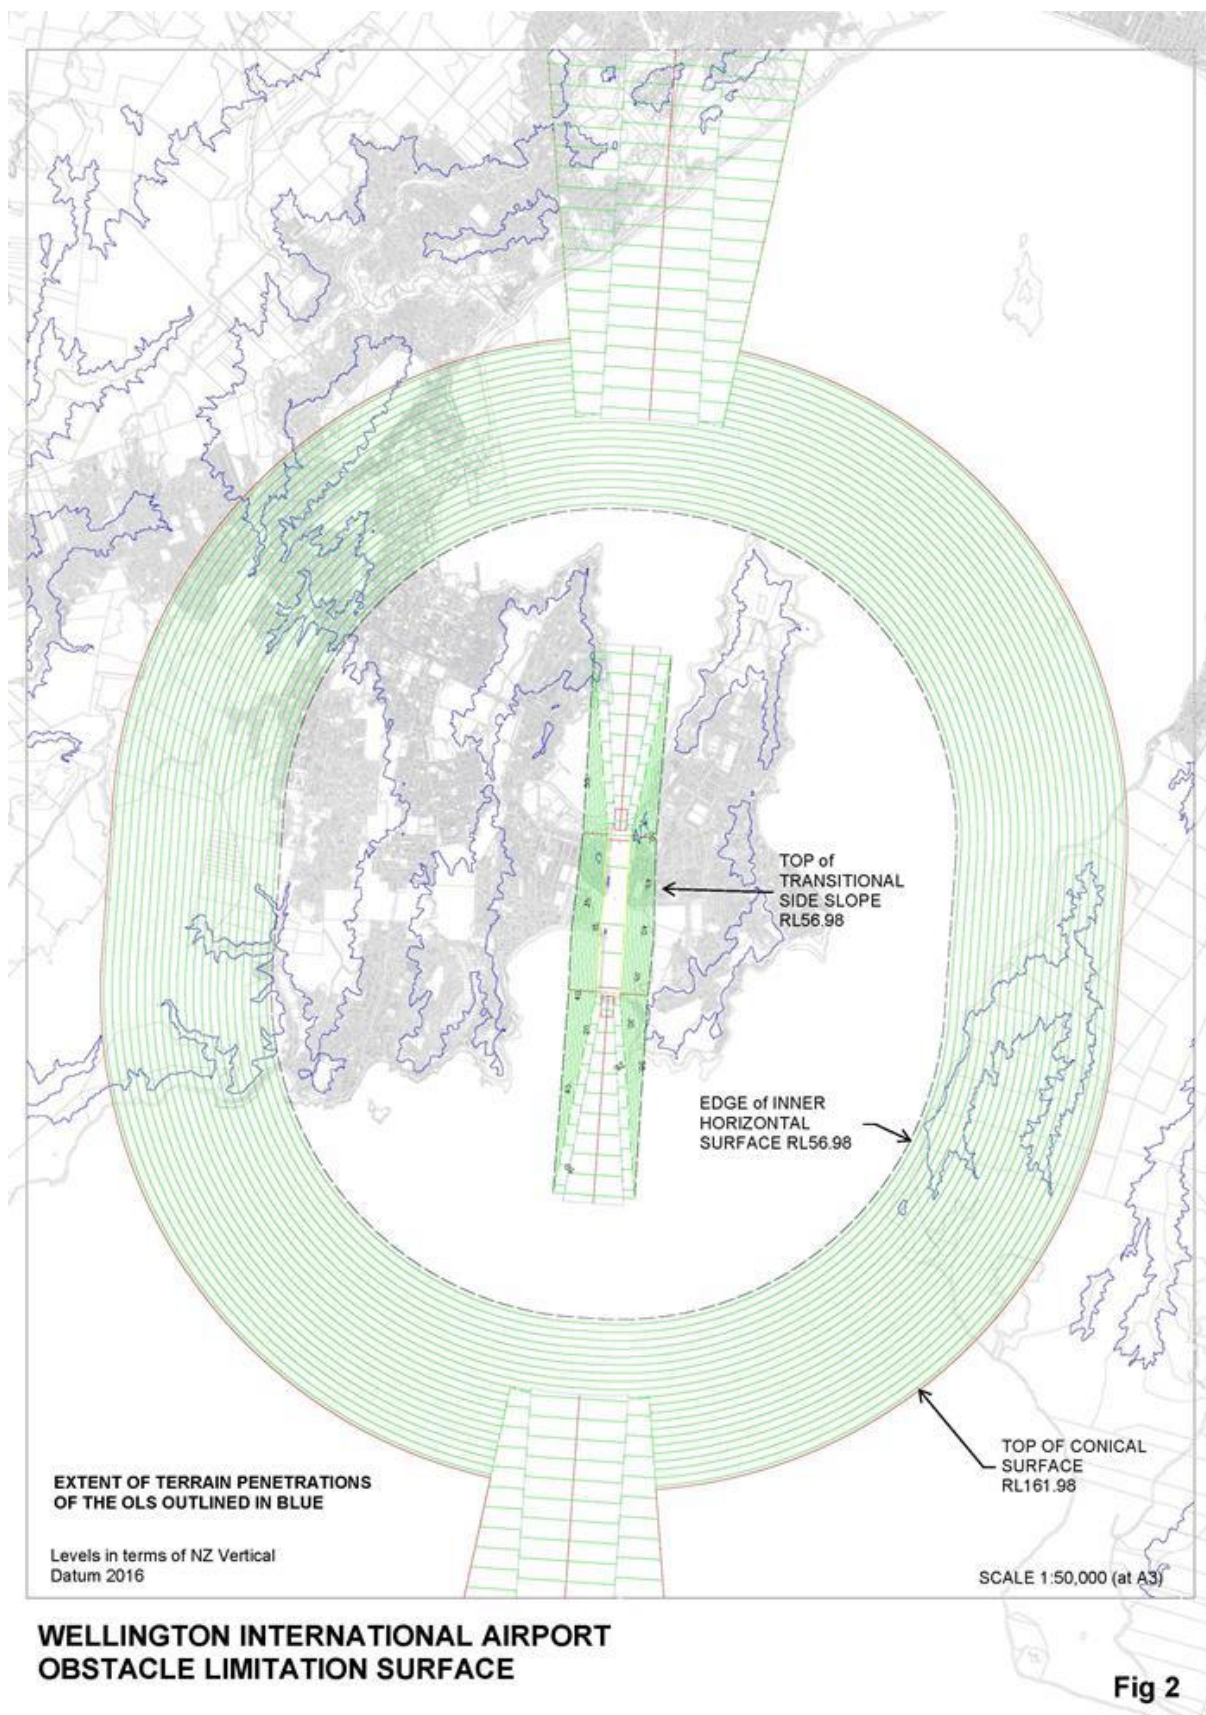 TOP of
TRANSITIONAL
SIDE SLOPE
RL56.98
EDGE of INNER
HORIZONTAL
SURFACE RL56.98
TOP OF CONICAL
SURFACE
RL161.98
EXTENT OF TERRAIN PENETRATIONS
OF THE OLS OUTLINED IN BLUE
Levels in terms of NZ Vertical
Datum 2016
SCALE 1:50,000 (at A3)
WELLINGTON INTERNATIONAL AIRPORT
OBSTACLE LIMITATION SURFACE
Fig 2